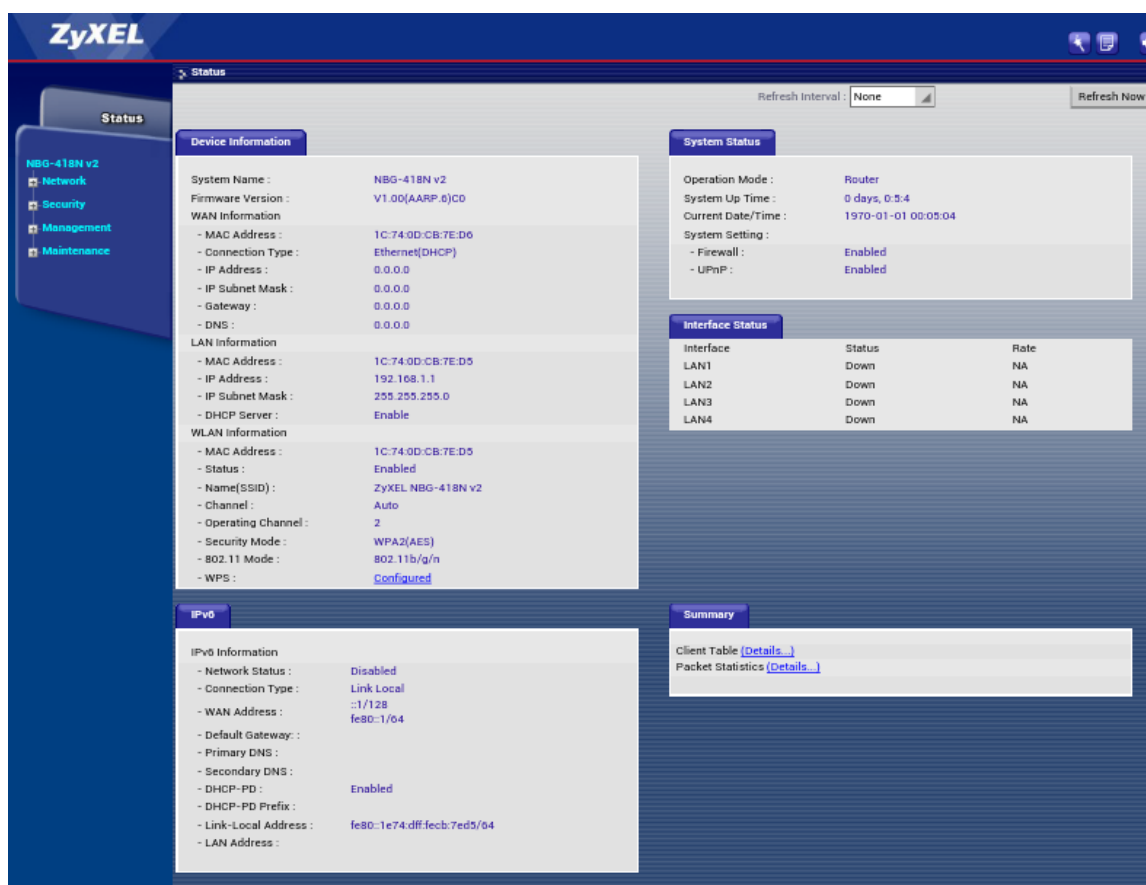 ZyXEL
Status
Refresh Interval : None
Refresh Now
Status
NBG-418N v2
Network
Security
Management
Maintenance
Device Information
System Name : NBG-418N v2
Firmware Version : V1.00(AARP.6)C0
WAN Information
- MAC Address : 1C:74:0D:CB:7E:D6
- Connection Type : Ethernet(DHCP)
- IP Address : 0.0.0.0
- IP Subnet Mask : 0.0.0.0
- Gateway : 0.0.0.0
- DNS : 0.0.0.0
LAN Information
- MAC Address : 1C:74:0D:CB:7E:D5
- IP Address : 192.168.1.1
- IP Subnet Mask : 255.255.255.0
- DHCP Server : Enable
WLAN Information
- MAC Address : 1C:74:0D:CB:7E:D5
- Status : Enabled
- Name(SSID) : ZyXEL NBG-418N v2
- Channel : Auto
- Operating Channel : 2
- Security Mode : WPA2(AES)
- 802.11 Mode : 802.11b/g/n
- WPS : Configured
System Status
Operation Mode : Router
System Up Time : 0 days, 0:5:4
Current Date/Time : 1970-01-01 00:05:04
System Setting :
- Firewall : Enabled
- UPnP : Enabled
Interface Status
Interface Status Rate
LAN1 Down NA
LAN2 Down NA
LAN3 Down NA
LAN4 Down NA
IPv6
IPv6 Information
- Network Status : Disabled
- Connection Type : Link Local
- WAN Address : ::1/128
fe80::1/64
- Default Gateway: :
- Primary DNS :
- Secondary DNS :
- DHCP-PD : Enabled
- DHCP-PD Prefix :
- Link-Local Address : fe80::1e74:dff:fecb:7ed5/64
- LAN Address :
Summary
Client Table (Details...)
Packet Statistics (Details...)